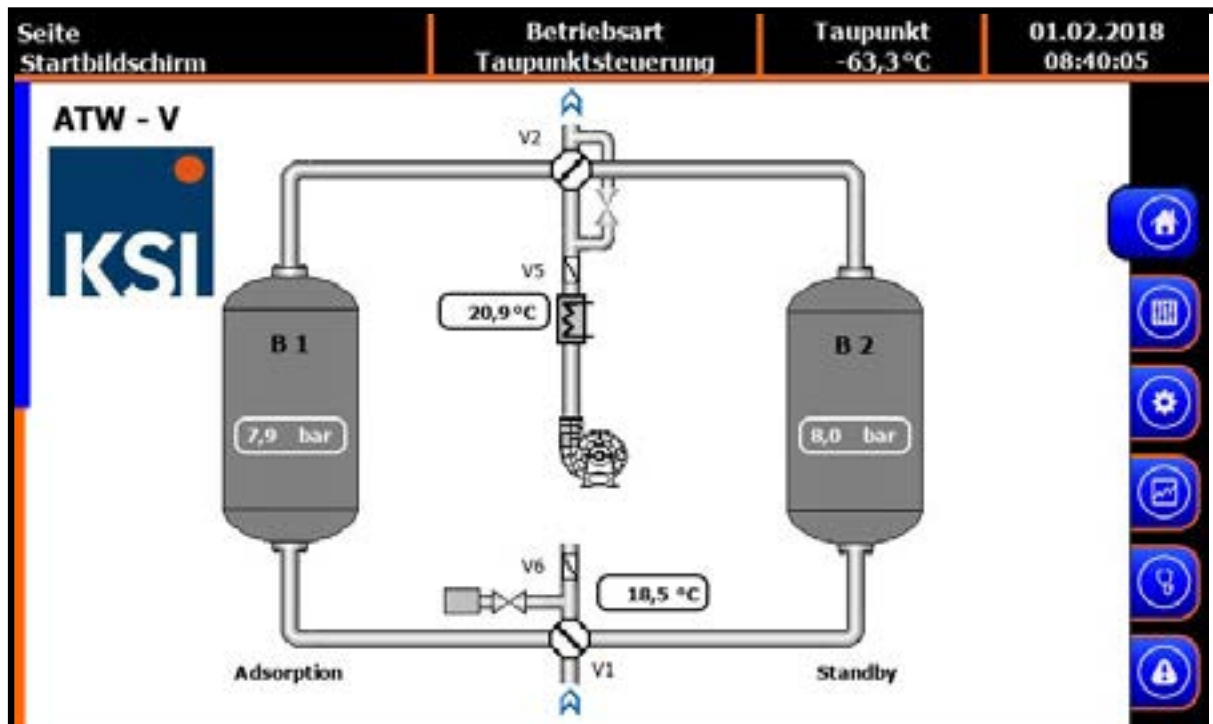 Seite
Startbildschirm
Betriebsart
Taupunktsteuerung
Taupunkt
-63,3°C
01.02.2018
08:40:05
ATW - V
KSI
V2
V5
20,9°C
B 1
7,9 bar
B 2
8,0 bar
V6
18,5 °C
V1
Adsorption
Standby